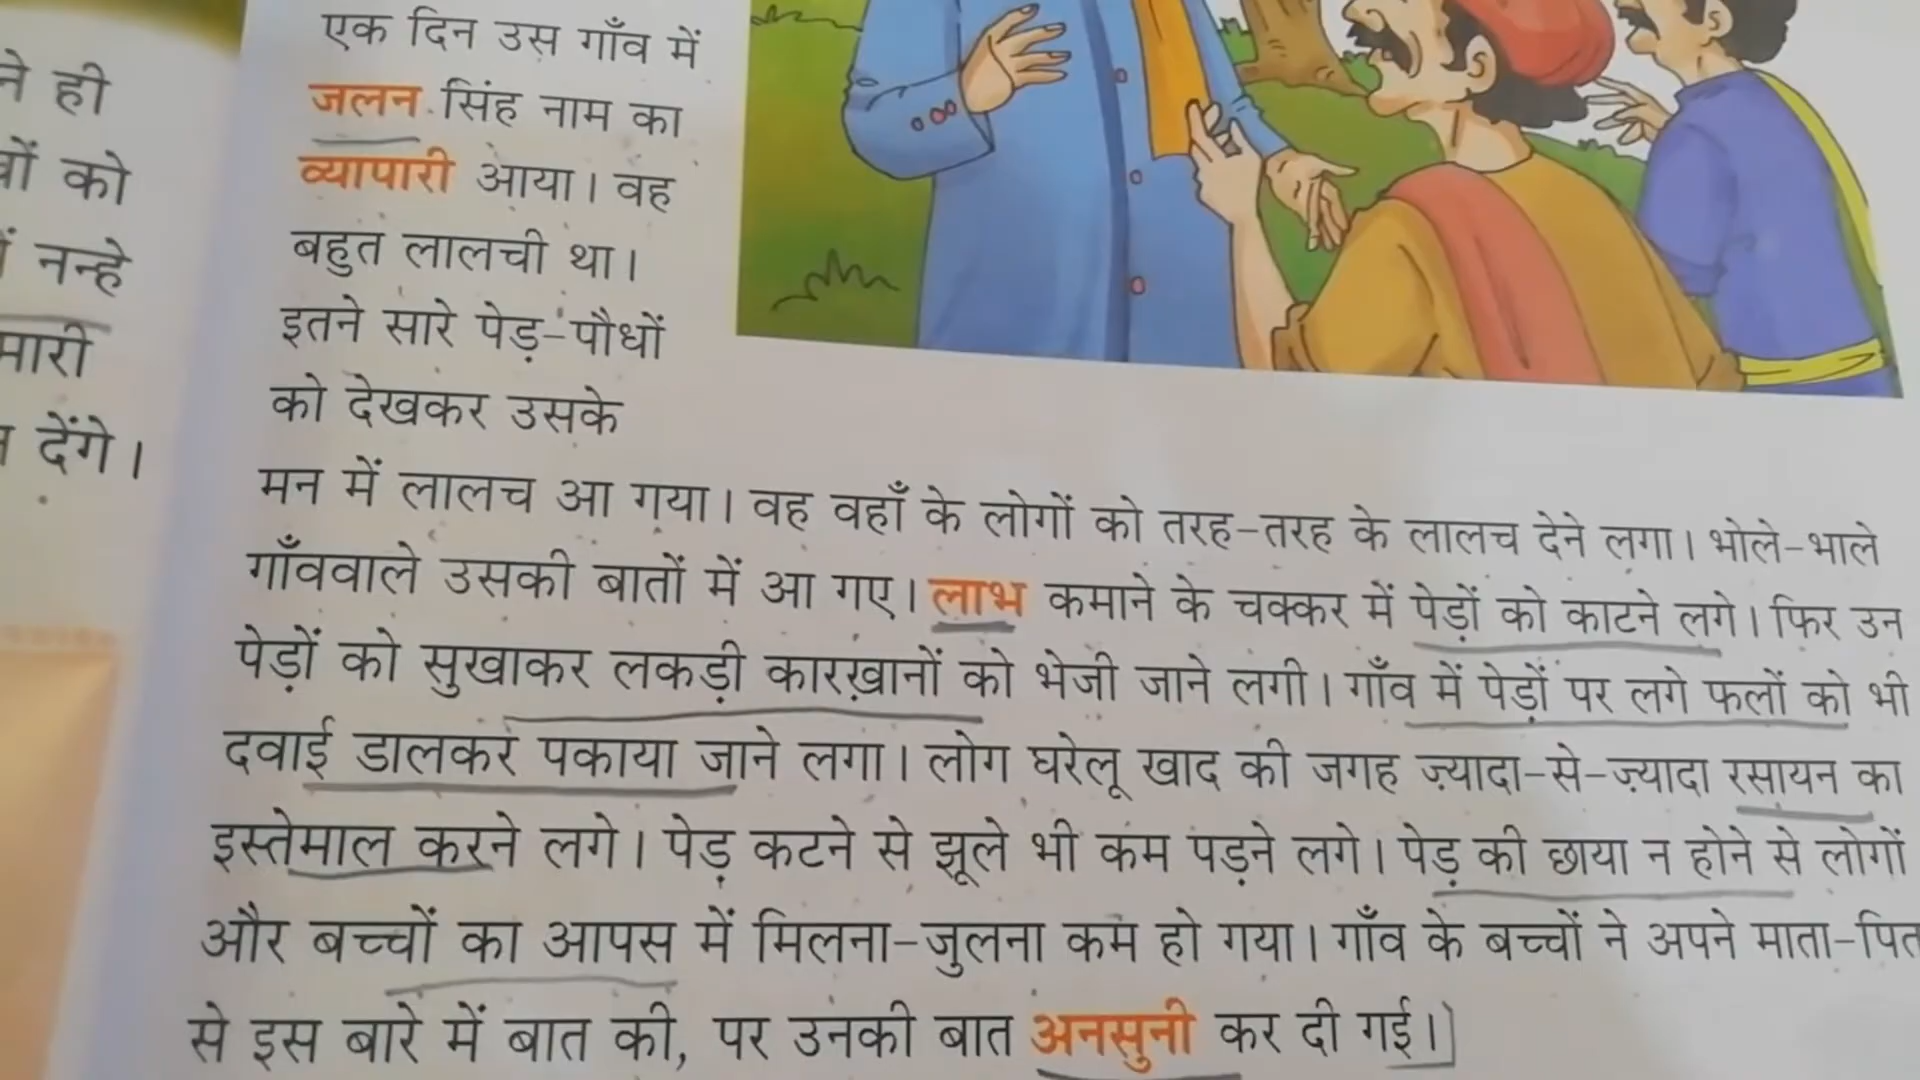 ने ही
को
नन्हे
देंगे।
एक दिन उस गाँव में
जलन सिंह नाम का
व्यापारी आया। वह
बहुत लालची था।
इतने सारे पेड़-पौधों
को देखकर उसके
मन में लालच आ गया। वह वहाँ के लोगों को तरह-तरह के लालच देने लगा। भोले-भाले
गाँववाले उसकी बातों में आ गए। लाभ कमाने के चक्कर में पेड़ों को काटने लगे। फिर उन
पेड़ों को सुखाकर लकड़ी कारख़ानों को भेजी जाने लगी। गाँव में पेड़ों पर लगे फलों को भी
दवाई डालकर पकाया जाने लगा। लोग घरेलू खाद की जगह ज़्यादा-से-ज़्यादा रसायन का
इस्तेमाल करने लगे। पेड़ कटने से झूले भी कम पड़ने लगे। पेड़ की छाया न होने से लोगों
और बच्चों का आपस में मिलना-जुलना कम हो गया। गाँव के बच्चों ने अपने माता-पित
से इस बारे में बात की, पर उनकी बात अनसुनी कर दी गई।